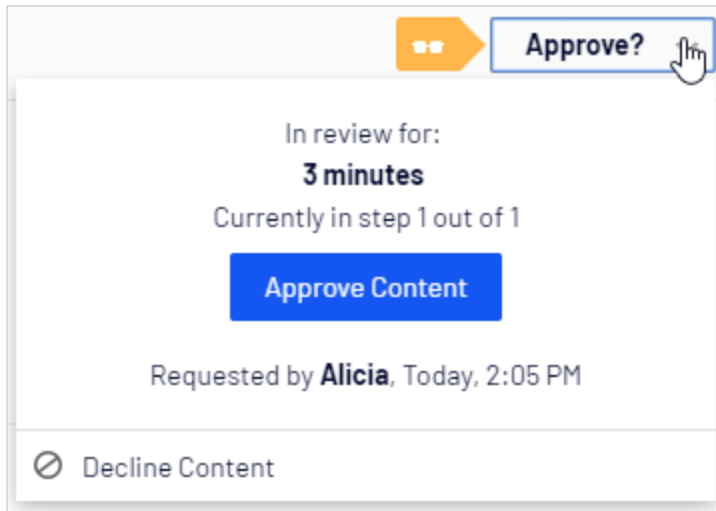 Approve?
In review for:
3 minutes
Currently in step 1 out of 1
Approve Content
Requested by Alicia, Today, 2:05 PM
Decline Content